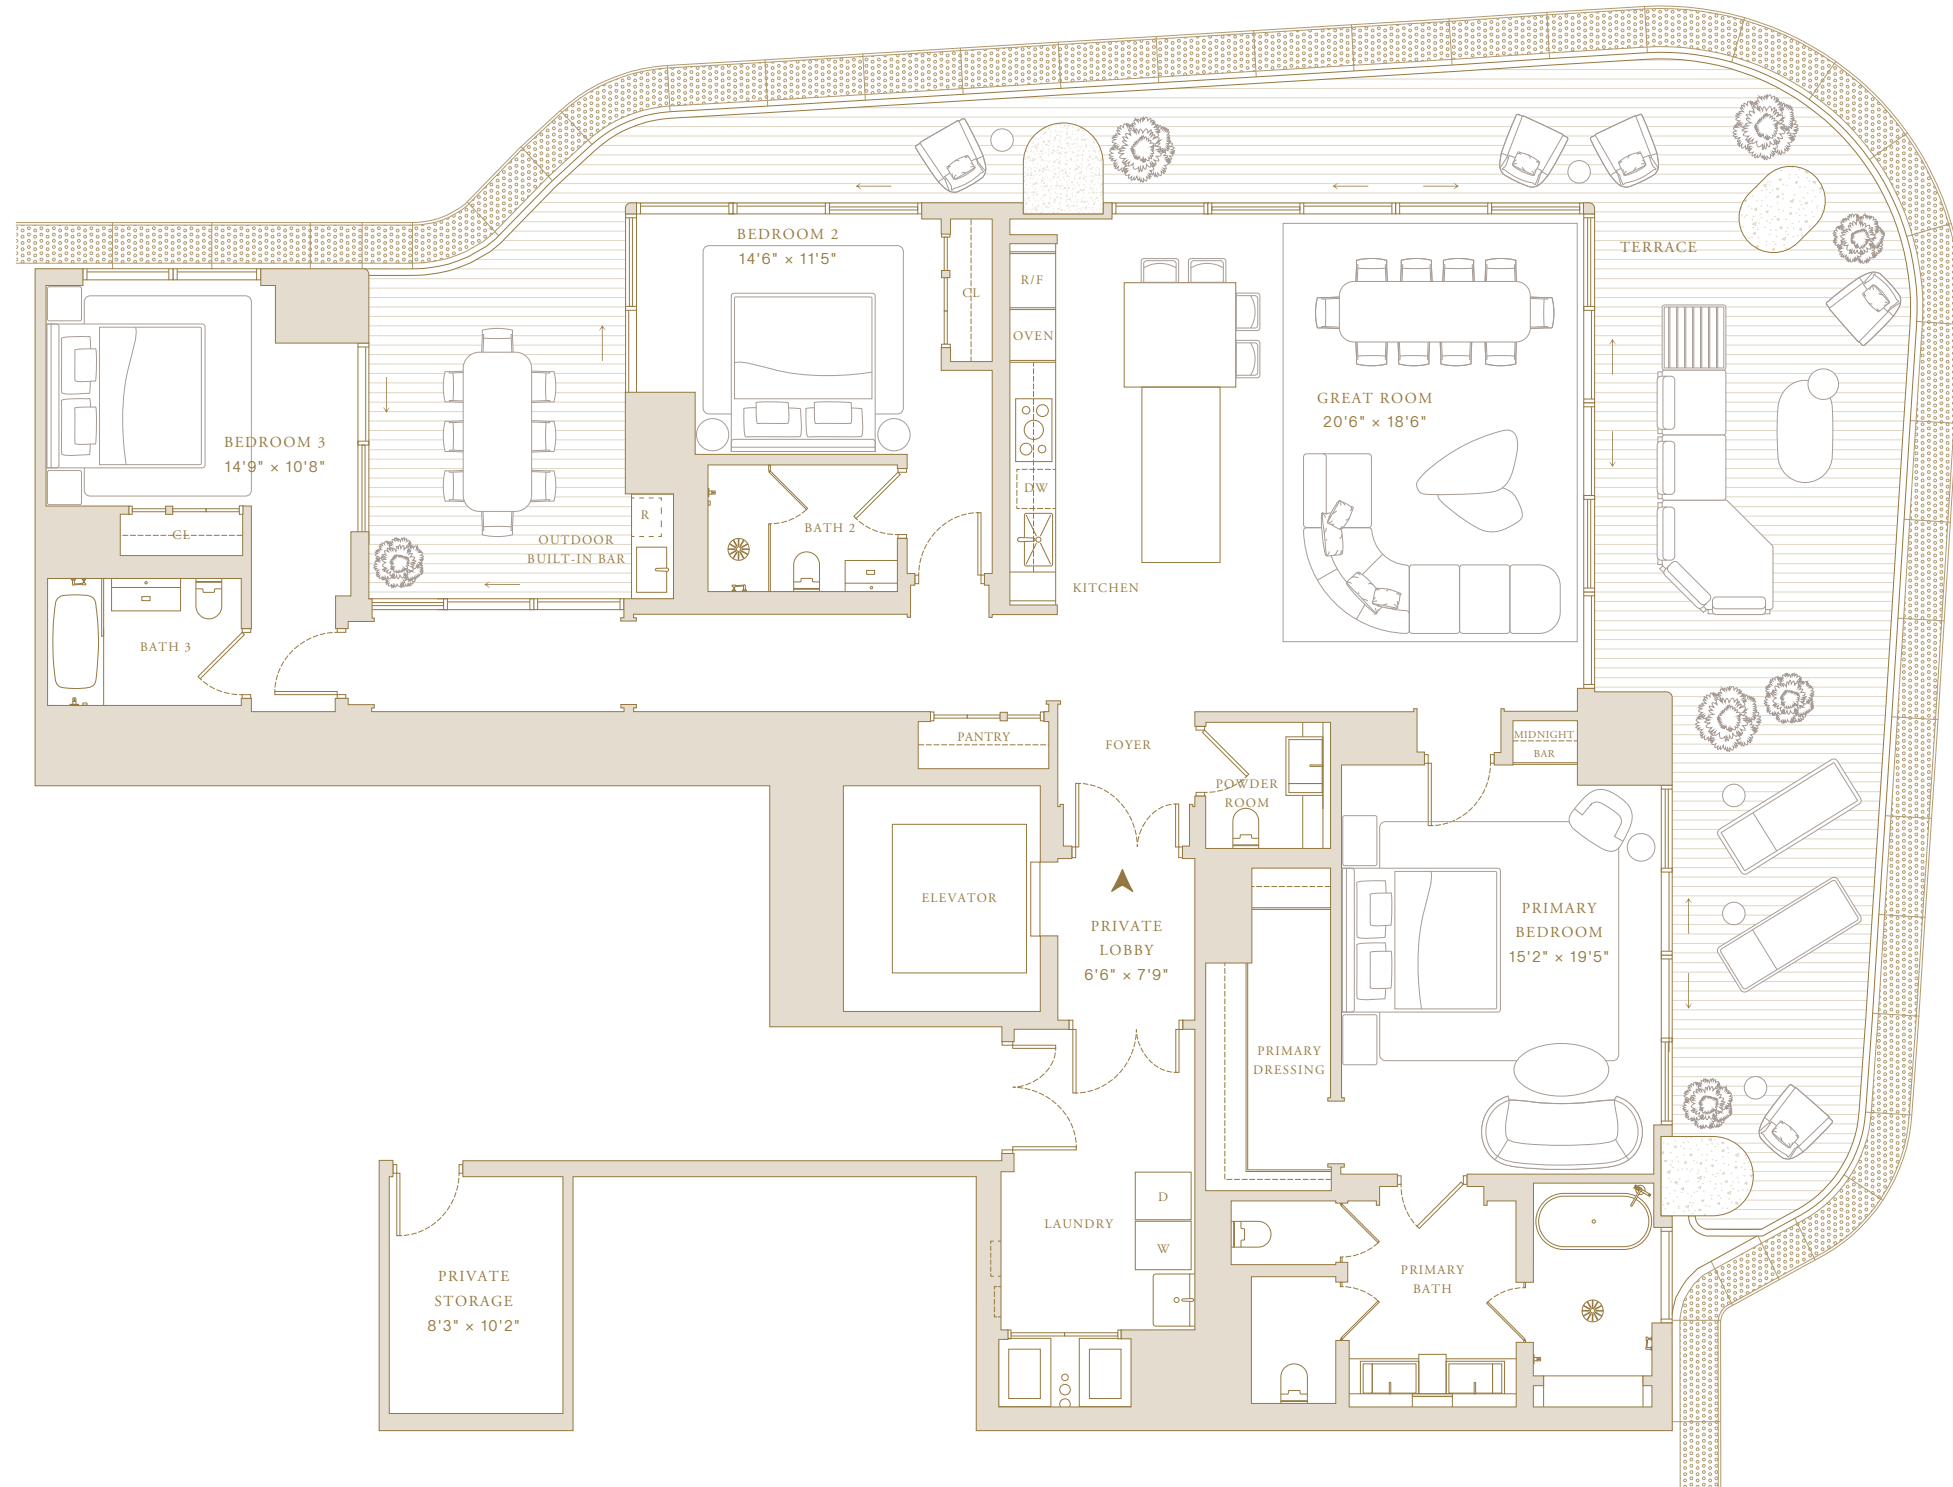 BEDROOM 2
14'6" × 11'5"
TERRACE
R/F
CL
OVEN
GREAT ROOM
20'6" × 18'6"
BEDROOM 3
14'9" × 10'8"
DW
R
BATH 2
CL
OUTDOOR
BUILT-IN BAR
KITCHEN
BATH 3
PANTRY
FOYER
MIDNIGHT
BAR
POWDER
ROOM
ELEVATOR
PRIVATE
LOBBY
6'6" × 7'9"
PRIMARY
BEDROOM
15'2" × 19'5"
PRIMARY
DRESSING
D
LAUNDRY
W
PRIMARY
BATH
PRIVATE
STORAGE
8'3" × 10'2"